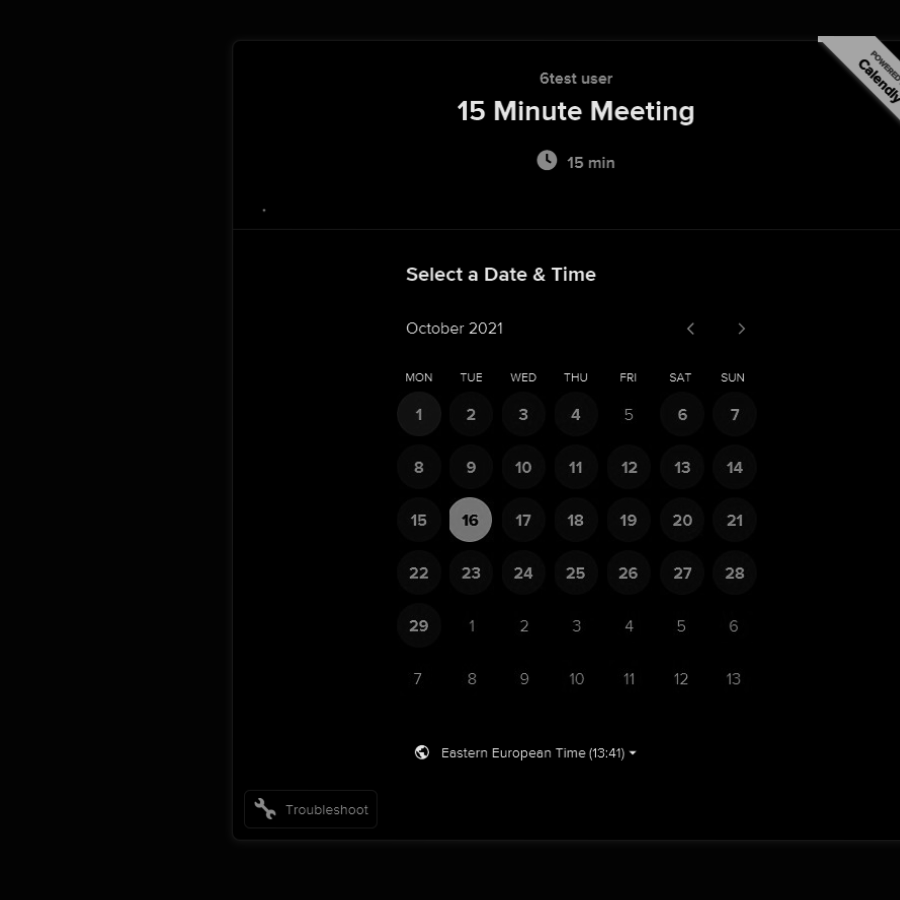 POWERED
Calendly
6test user
15 Minute Meeting
15 min
Select a Date & Time
October 2021
MON TUE WED THU FRI SAT SUN
1 2 3 4 5 6 7
8 9 10 11 12 13 14
15 16 17 18 19 20 21
22 23 24 25 26 27 28
29 1 2 3 4 5 6
7 8 9 10 11 12 13
Eastern European Time (13:41)
Troubleshoot